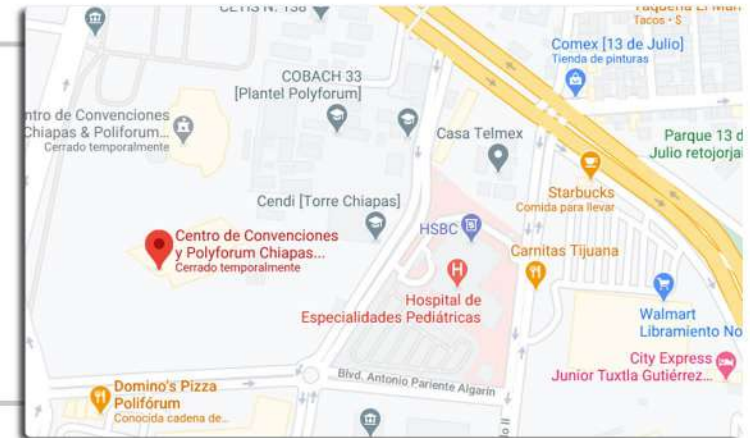 CETIS N. 138
Taquería El Man
Tacos • $
Comex [13 de Julio]
Tienda de pinturas
COBACH 33
[Plantel Polyforum]
ntro de Convenciones
Chiapas & Poliforum...
Cerrado temporalmente
Casa Telmex
Parque 13 d
Julio retojorja
Starbucks
Comida para llevar
Cendi [Torre Chiapas]
Centro de Convenciones
y Polyforum Chiapas...
Cerrado temporalmente
HSBC
Carnitas Tijuana
H
Hospital de
Especialidades Pediátricas
Walmart
Libramiento No
City Express
Junior Tuxtla Gutiérrez...
Blvd. Antonio Pariente Algarín
Domino's Pizza
Polifórum
Conocida cadena de...
lo II